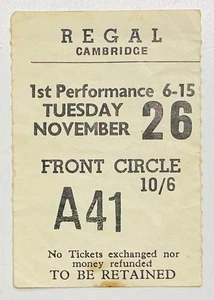 REGAL
CAMBRIDGE
1st Performance 6-15
TUESDAY
NOVEMBER 26
FRONT CIRCLE
10/6
A41
No Tickets exchanged nor
money refunded
TO BE RETAINED